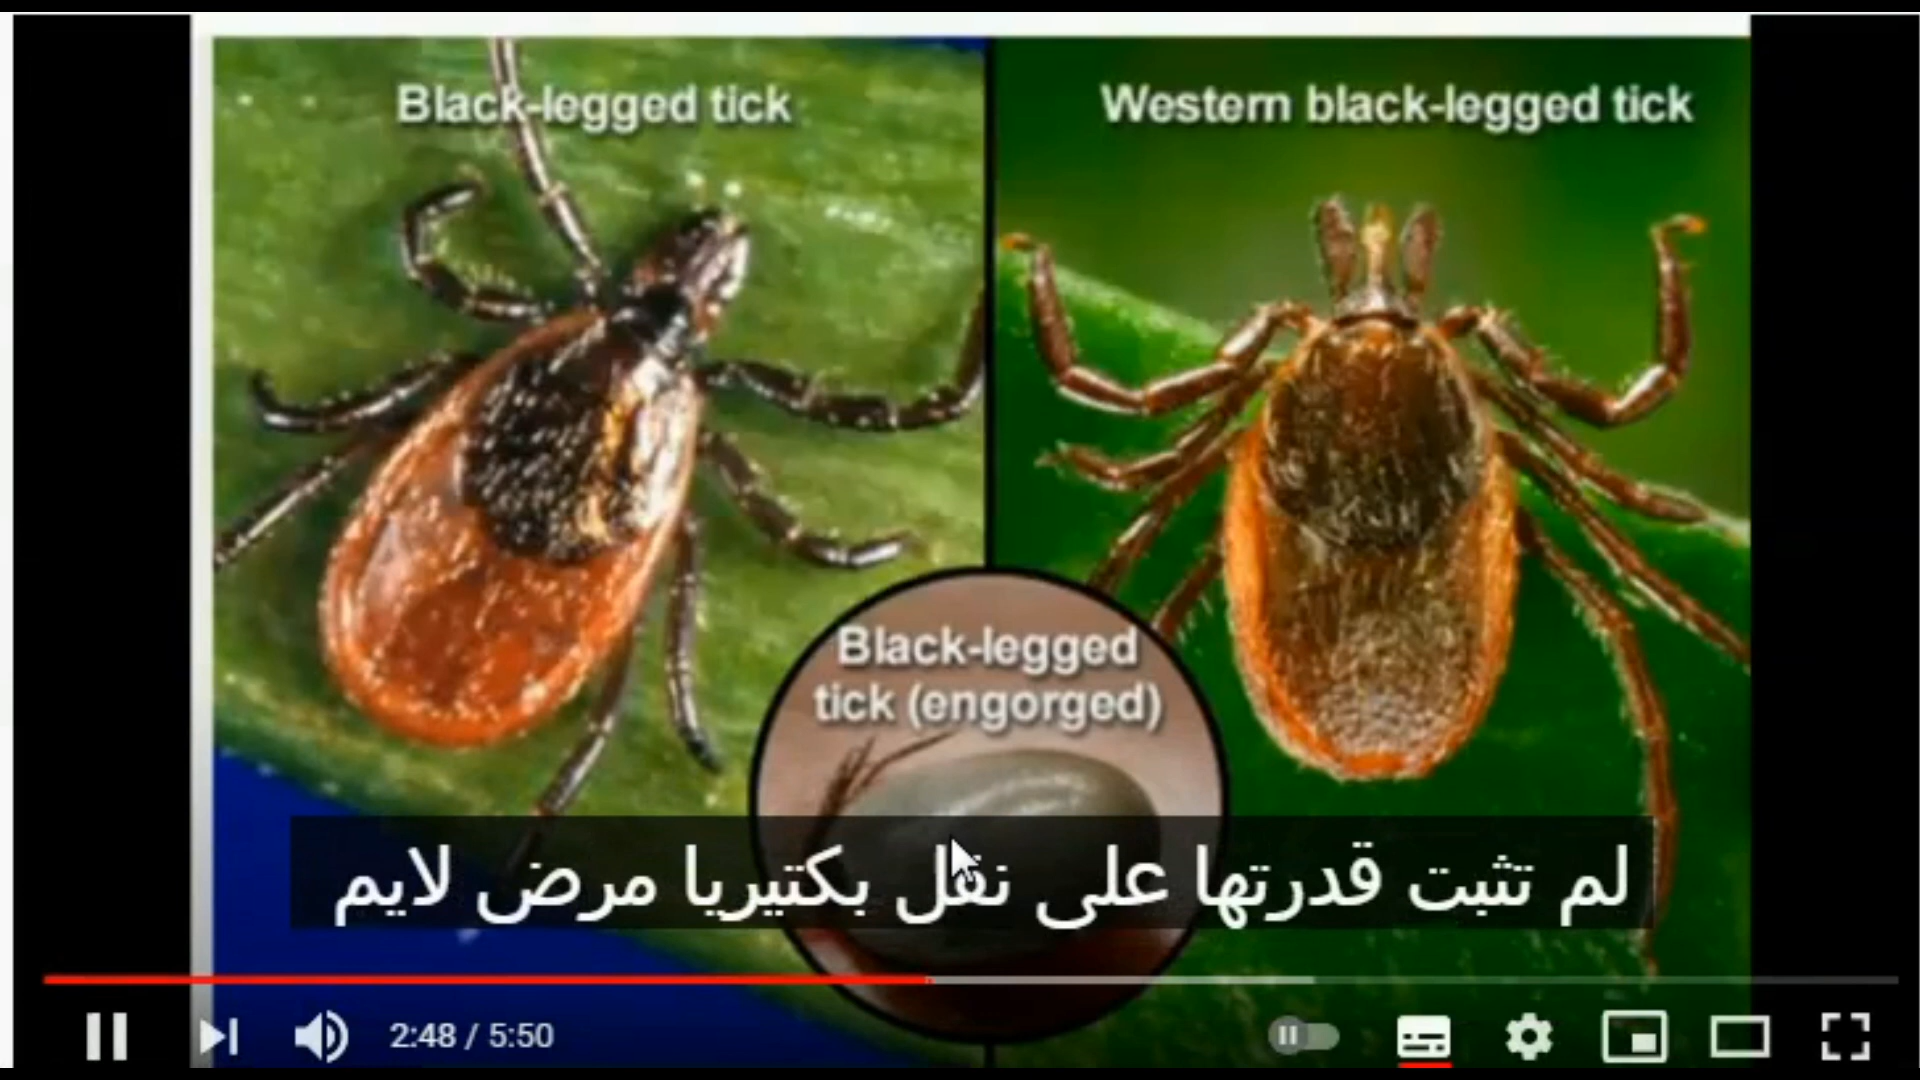 Black-legged tick
Western black-legged tick
Black-legged
tick (engorged)
لم تثبت قدرتها على نقل بكتيريا مرض لايم
2:48 / 5:50